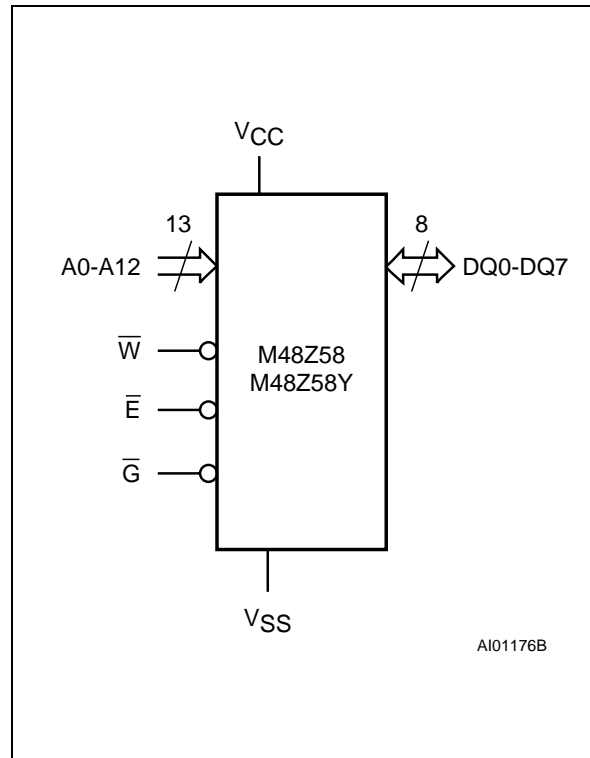 VCC
13
8
A0-A12
DQ0-DQ7
W̅
M48Z58
M48Z58Y
E̅
G̅
VSS
AI01176B